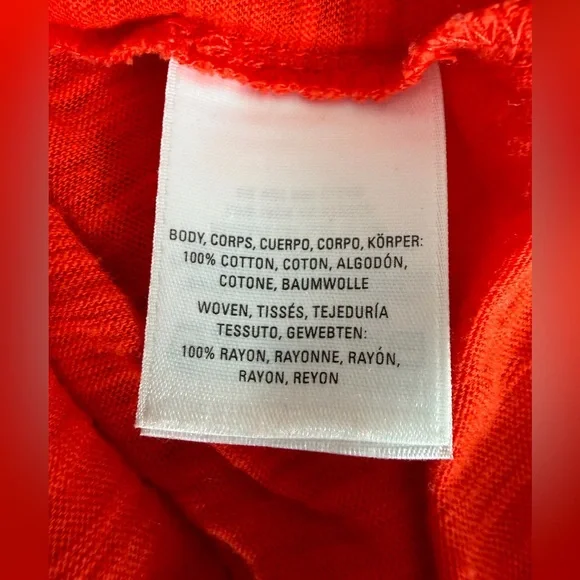 BODY, CORPS, CUERPO, CORPO, KÖRPER:
100% COTTON, COTON, ALGODÓN,
COTONE, BAUMWOLLE
WOVEN, TISSÉS, TEJEDURÍA
TESSUTO, GEWEBTEN:
100% RAYON, RAYONNE, RAYÓN,
RAYON, REYON